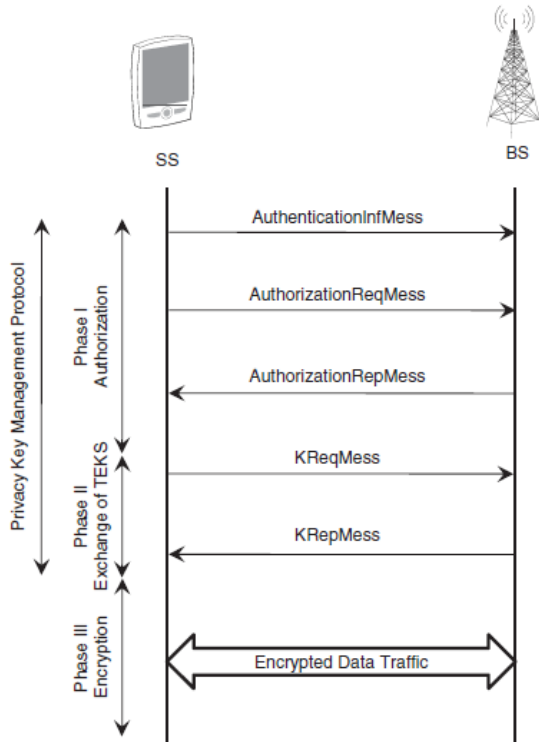 SS
BS
AuthenticationInfMess
AuthorizationReqMess
AuthorizationRepMess
KReqMess
KRepMess
Encrypted Data Traffic
Privacy Key Management Protocol
Phase I
Authorization
Phase II
Exchange of TEKS
Phase III
Encryption